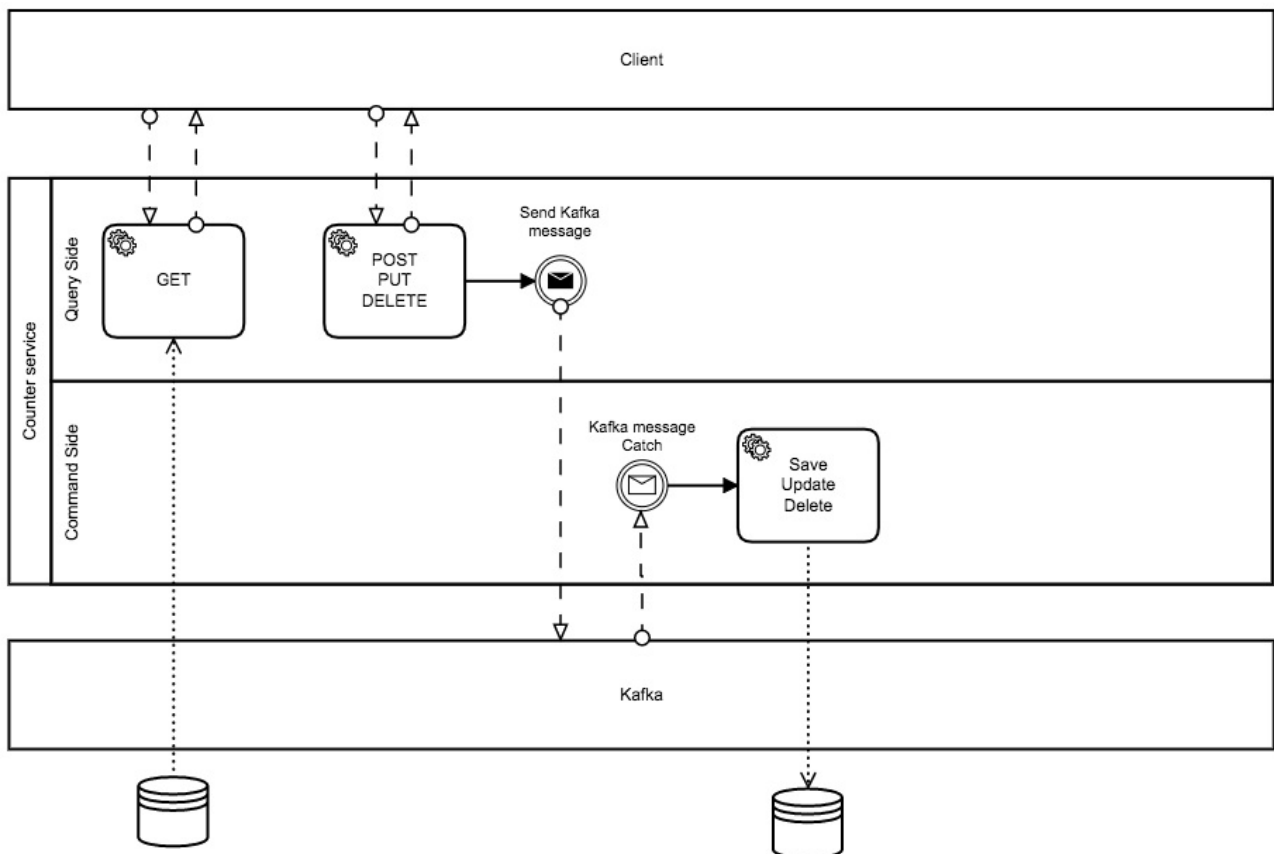 Client
Counter service
Query Side
GET
POST
PUT
DELETE
Send Kafka
message
Command Side
Kafka message
Catch
Save
Update
Delete
Kafka